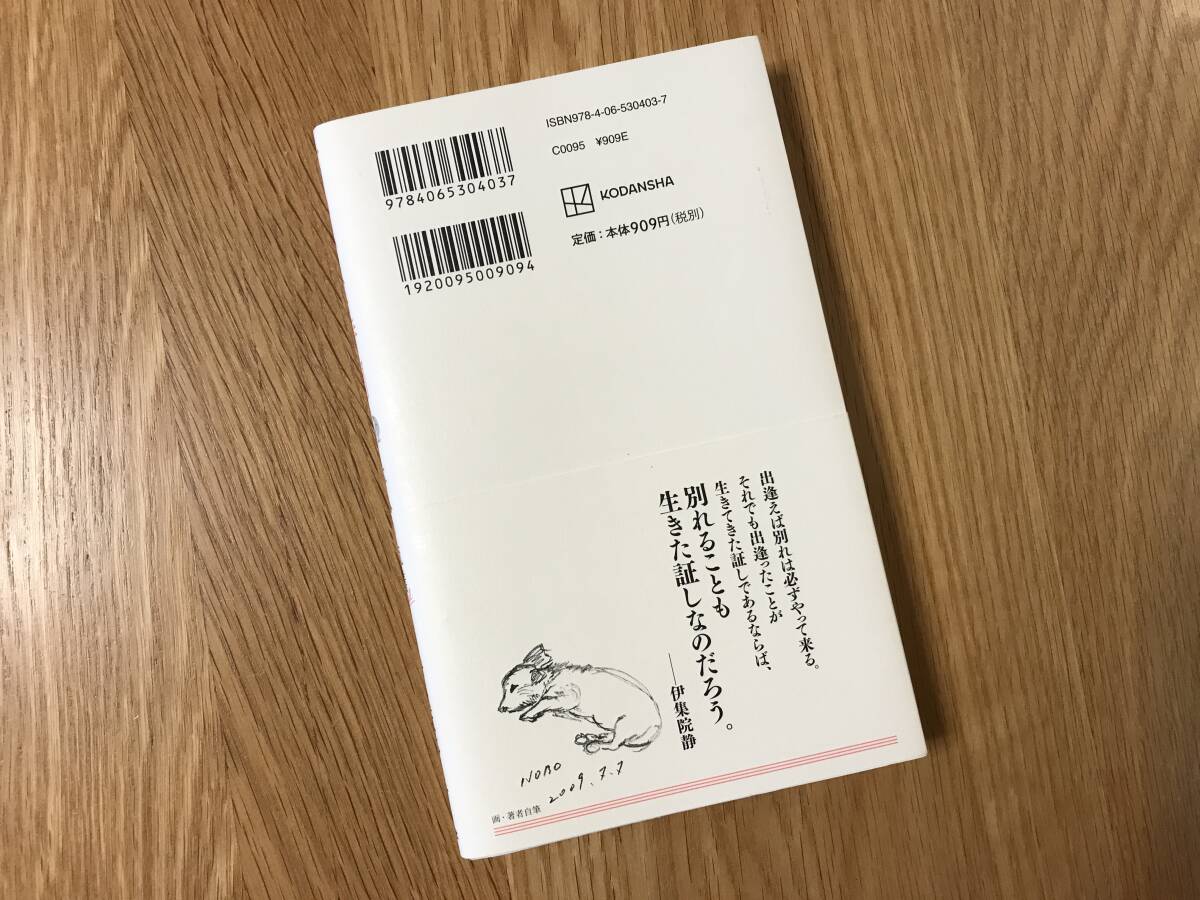 ISBN978-4-06-530403-7
C0095 ¥909E
9784065304037
KODANSHA
定価：本体909円(税別)
1920095009094
出逢えば別れは必ずやって来る。
それでも出逢ったことが
生きてきた証しであるならば、
別れることも
生きた証しなのだろう。
──伊集院静
NOBO
2009.7.7
画・著者自筆